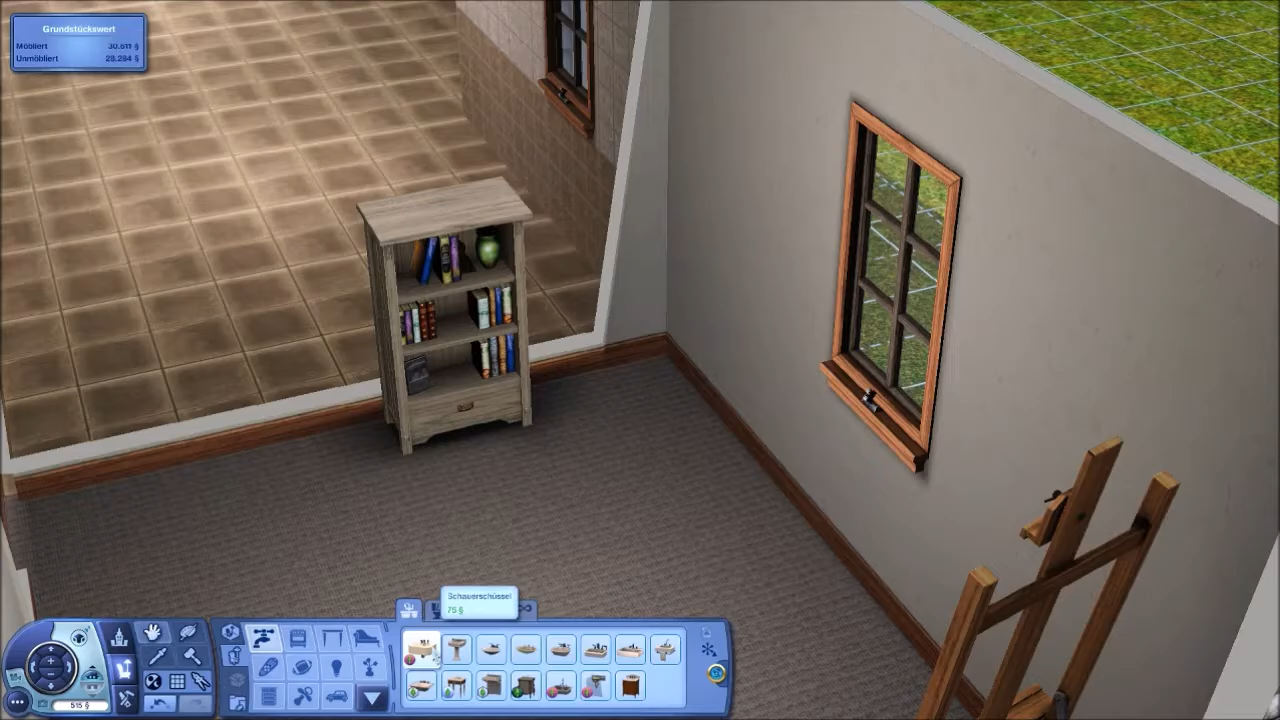 Grundstückswert
Möbliert 30.611 §
Unmöbliert 28.284 §
Schauerschüssel
75 §
515 §